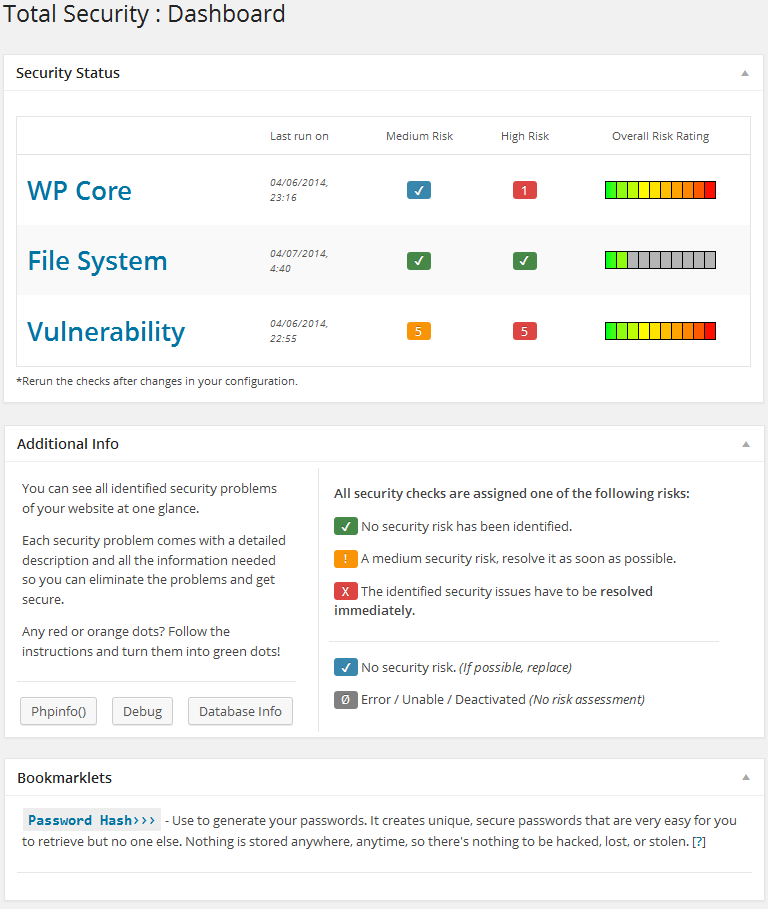 Total Security : Dashboard
Security Status
Last run on Medium Risk High Risk Overall Risk Rating
WP Core 04/06/2014, 23:16 ✓ 1
File System 04/07/2014, 4:40 ✓ ✓
Vulnerability 04/06/2014, 22:55 5 5
*Rerun the checks after changes in your configuration.
Additional Info
You can see all identified security problems
of your website at one glance.
Each security problem comes with a detailed
description and all the information needed
so you can eliminate the problems and get
secure.
Any red or orange dots? Follow the
instructions and turn them into green dots!
Phpinfo() Debug Database Info
All security checks are assigned one of the following risks:
✓ No security risk has been identified.
! A medium security risk, resolve it as soon as possible.
X The identified security issues have to be resolved
immediately.
✓ No security risk. (If possible, replace)
Ø Error / Unable / Deactivated (No risk assessment)
Bookmarklets
Password Hash>>> - Use to generate your passwords. It creates unique, secure passwords that are very easy for you
to retrieve but no one else. Nothing is stored anywhere, anytime, so there's nothing to be hacked, lost, or stolen. [?]